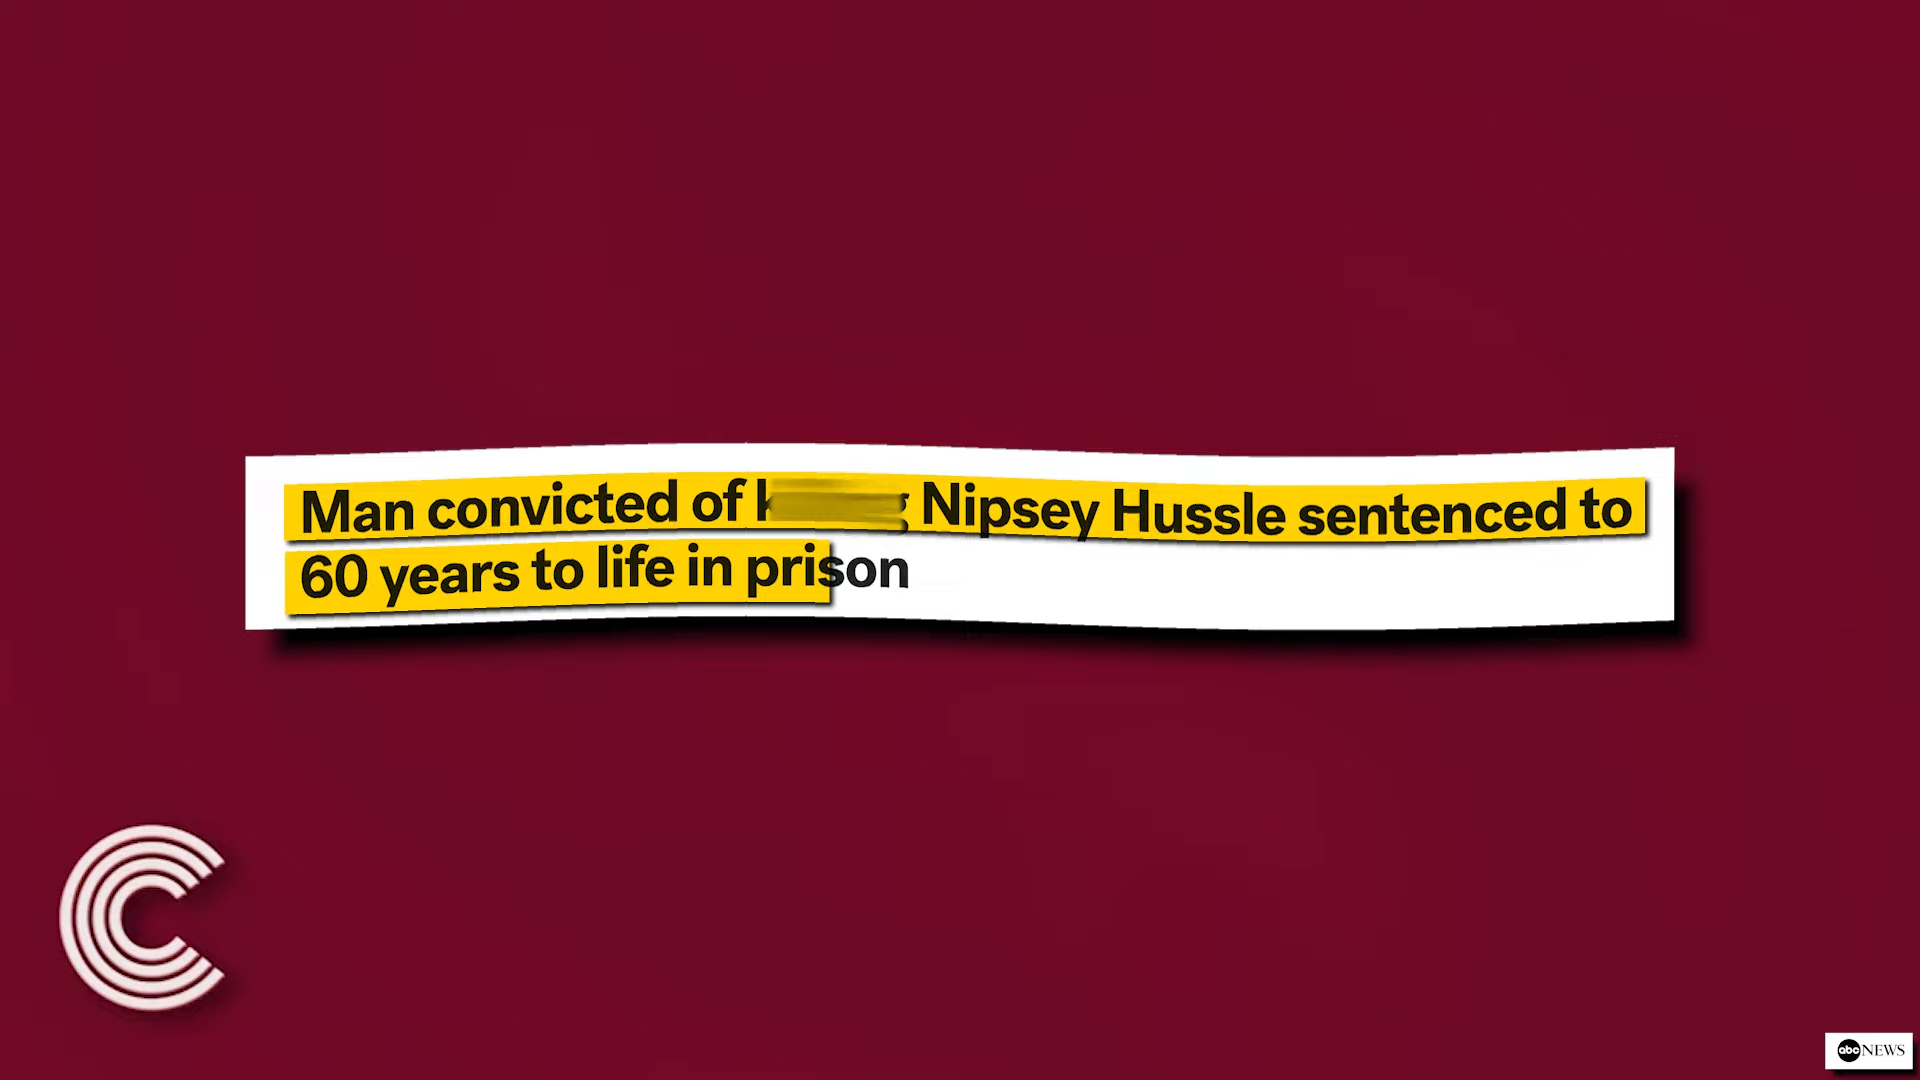 Man convicted of Nipsey Hussle sentenced to
60 years to life in prison
C
abc NEWS